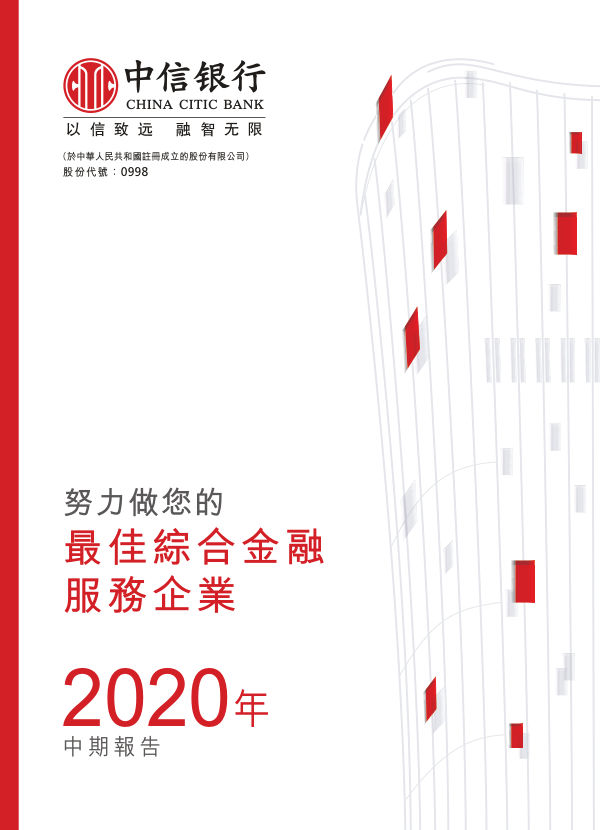 中信银行
CHINA CITIC BANK
以信致远 融智无限
(於中華人民共和國註冊成立的股份有限公司)
股份代號：0998
努力做您的
最佳綜合金融
服務企業
2020年
中期報告